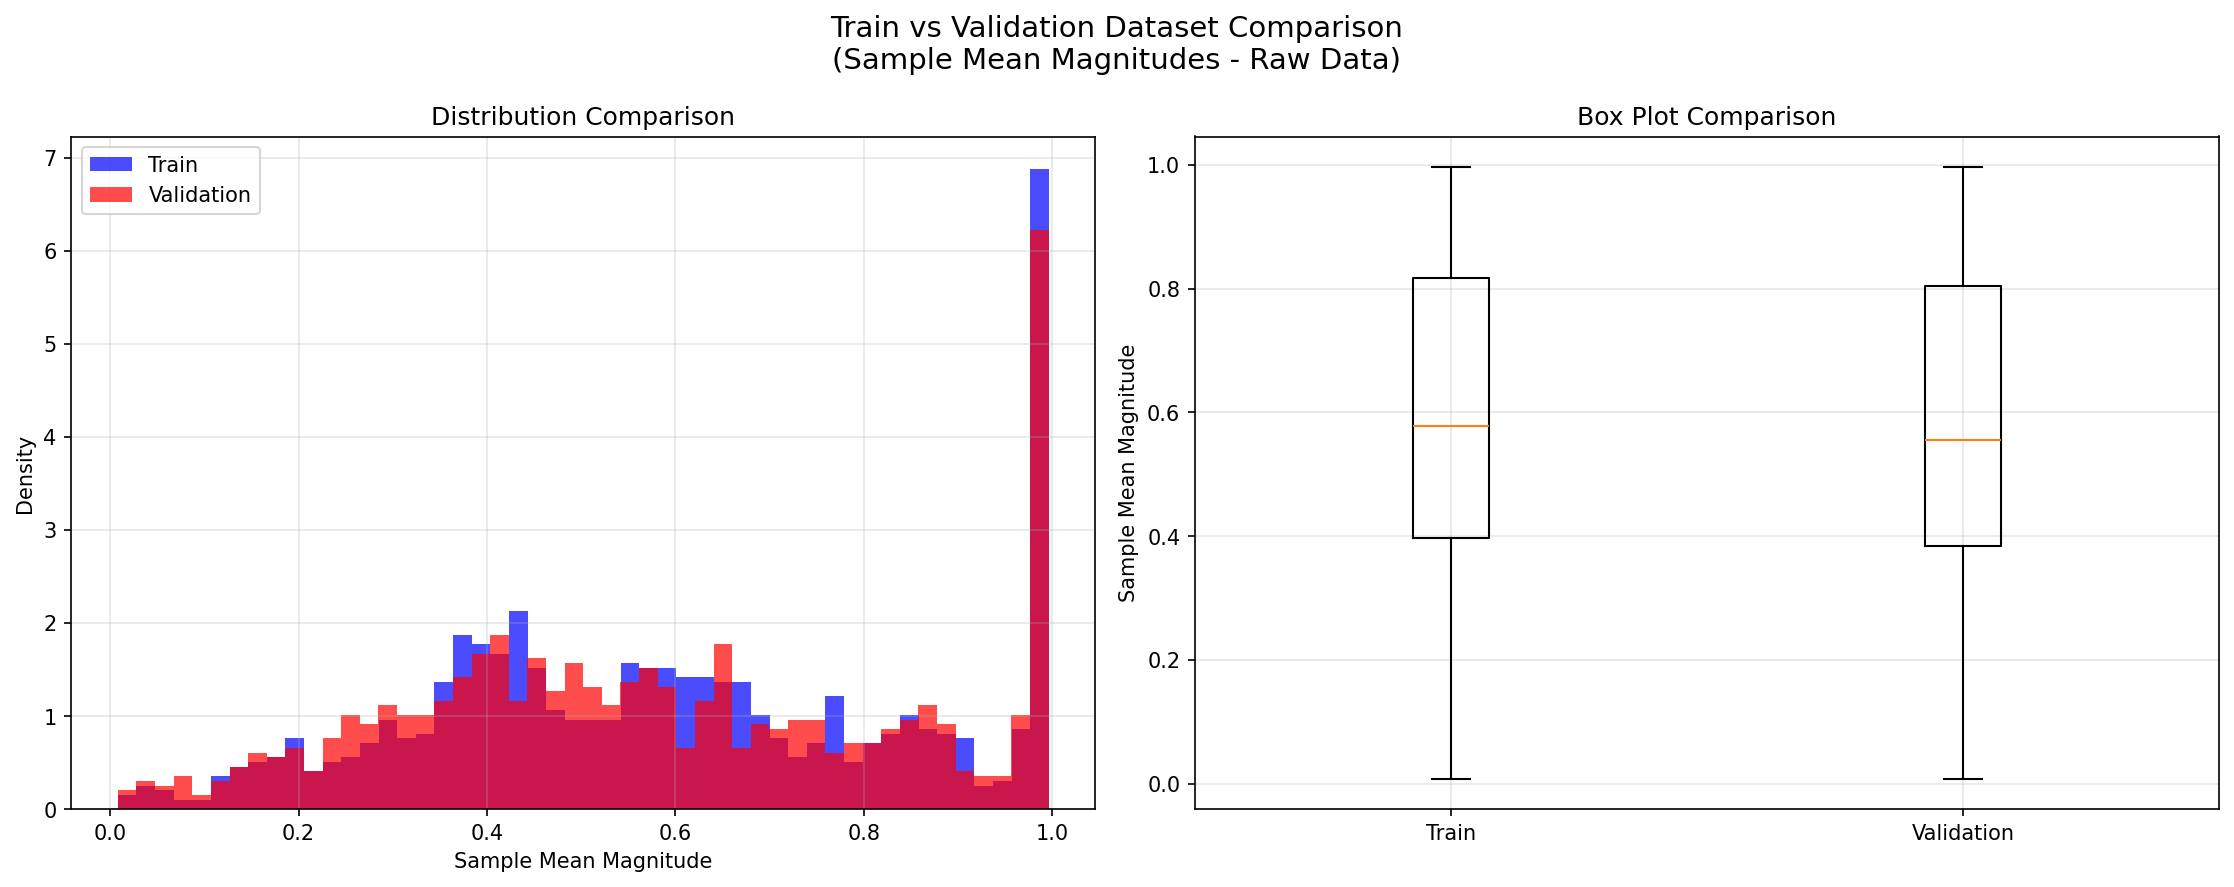 Train vs Validation Dataset Comparison
(Sample Mean Magnitudes - Raw Data)
Distribution Comparison
Train
Validation
7
6
5
4
3
2
1
0
Density
0.0 0.2 0.4 0.6 0.8 1.0
Sample Mean Magnitude
Box Plot Comparison
1.0
0.8
0.6
0.4
0.2
0.0
Sample Mean Magnitude
Train Validation